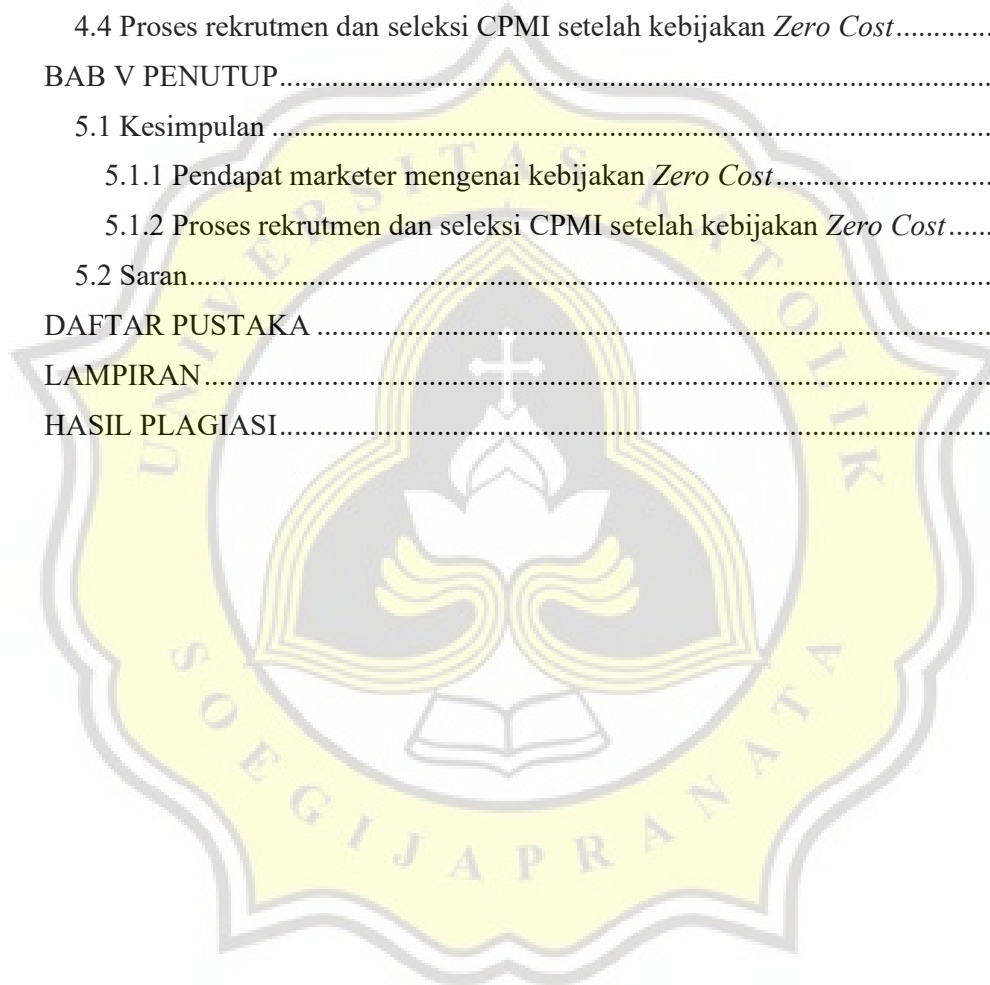 4.4 Proses rekrutmen dan seleksi CPMI setelah kebijakan Zero Cost.............
BAB V PENUTUP..........................................................................................
5.1 Kesimpulan ..........................................................................................
5.1.1 Pendapat marketer mengenai kebijakan Zero Cost...........................
5.1.2 Proses rekrutmen dan seleksi CPMI setelah kebijakan Zero Cost......
5.2 Saran.....................................................................................................
DAFTAR PUSTAKA .....................................................................................
LAMPIRAN...................................................................................................
HASIL PLAGIASI..........................................................................................
UNIVERSITAS KATOLIK
SOEGIJAPRANATA